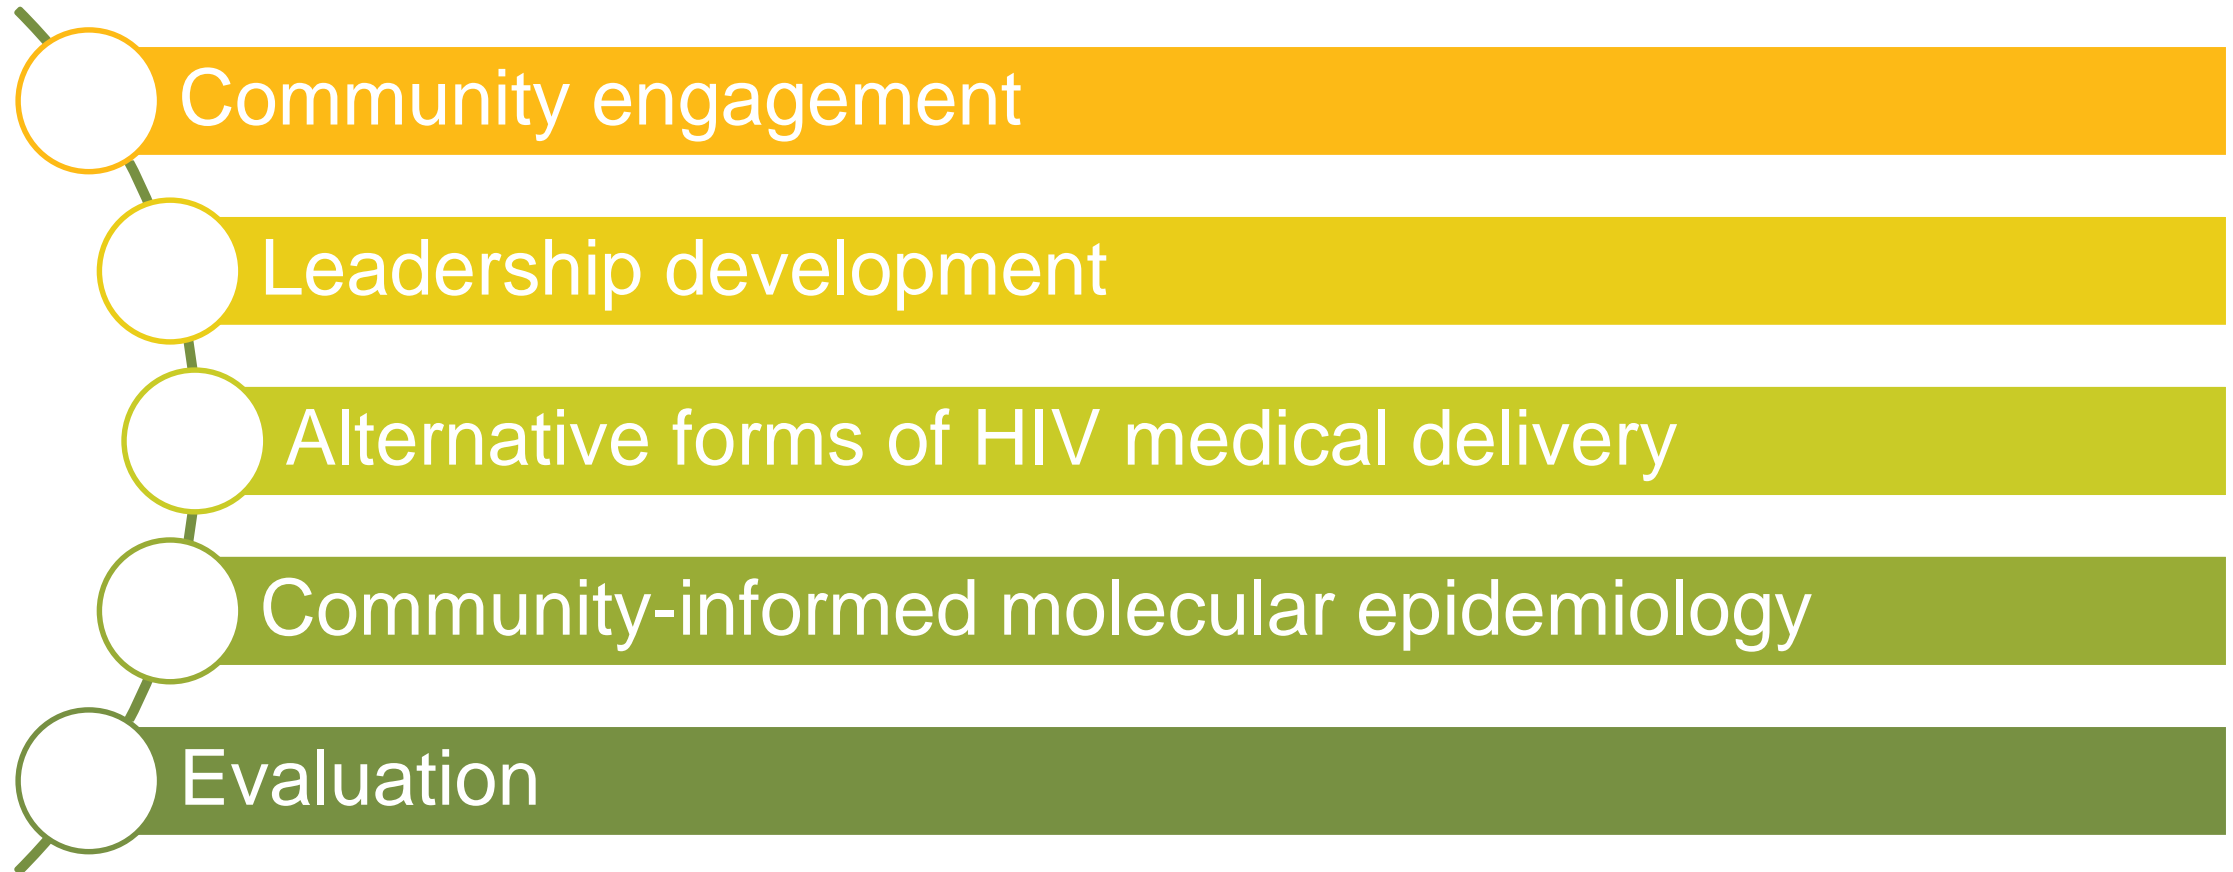 Community engagement
Leadership development
Alternative forms of HIV medical delivery
Community-informed molecular epidemiology
Evaluation